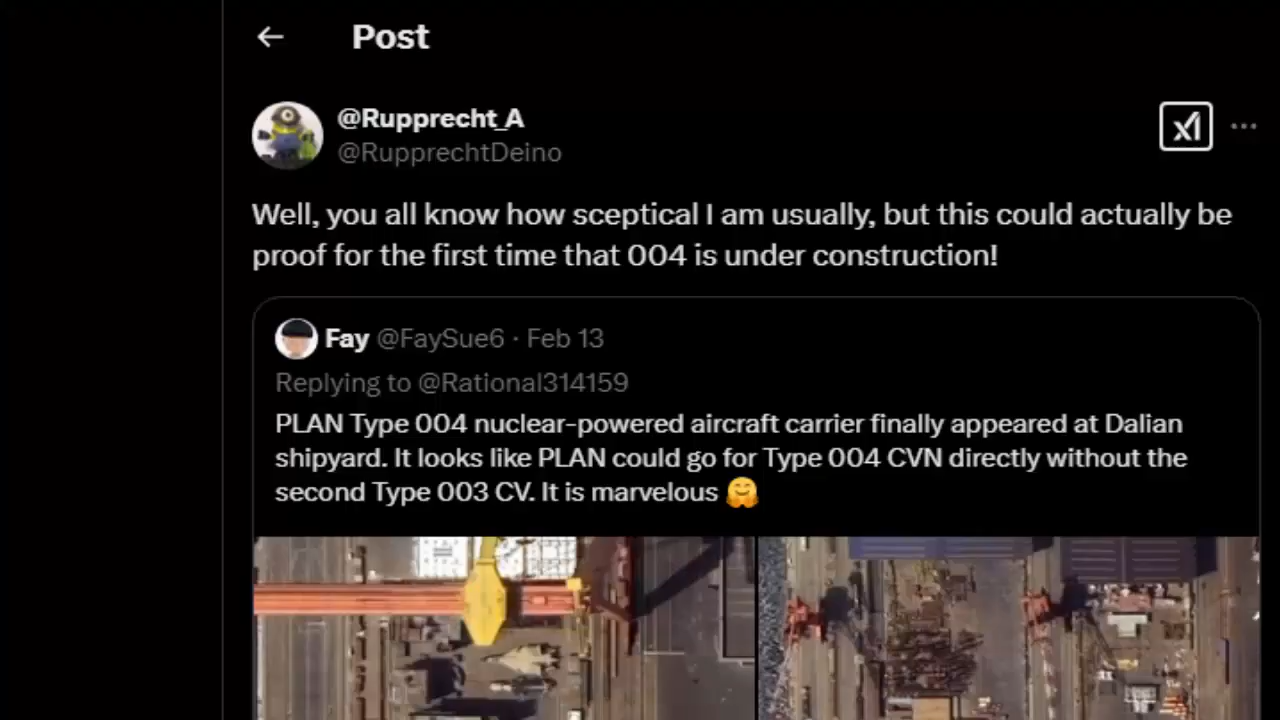 Post
@Rupprecht_A
@RupprechtDeino
Well, you all know how sceptical I am usually, but this could actually be
proof for the first time that 004 is under construction!
Fay @FaySue6 · Feb 13
Replying to @Rational314159
PLAN Type 004 nuclear-powered aircraft carrier finally appeared at Dalian
shipyard. It looks like PLAN could go for Type 004 CVN directly without the
second Type 003 CV. It is marvelous 🤗